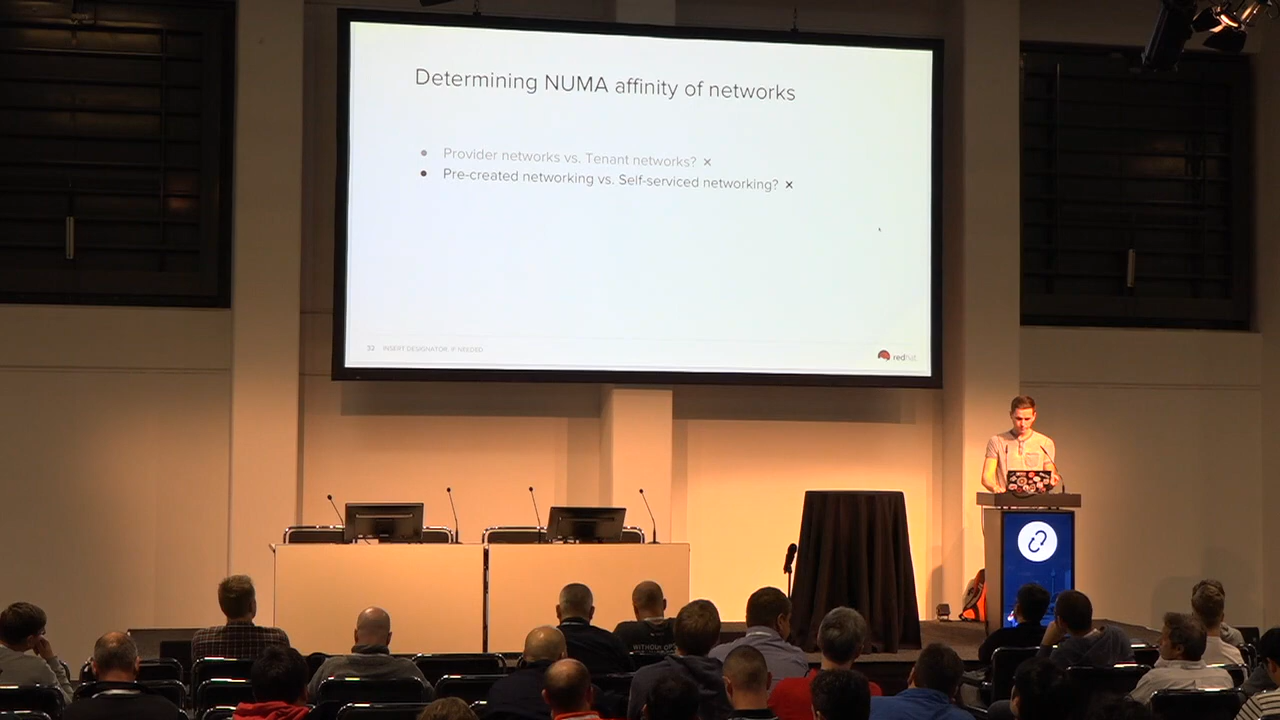 Determining NUMA affinity of networks
Provider networks vs. Tenant networks? ×
Pre-created networking vs. Self-serviced networking? ×
33 INSERT DESIGNATOR, IF NEEDED
redhat